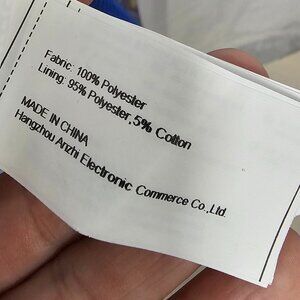 Fabric: 100% Polyester
Lining: 95% Polyester, 5% Cotton
MADE IN CHINA
Hangzhou Anzhi Electronic Commerce Co.,Ltd.